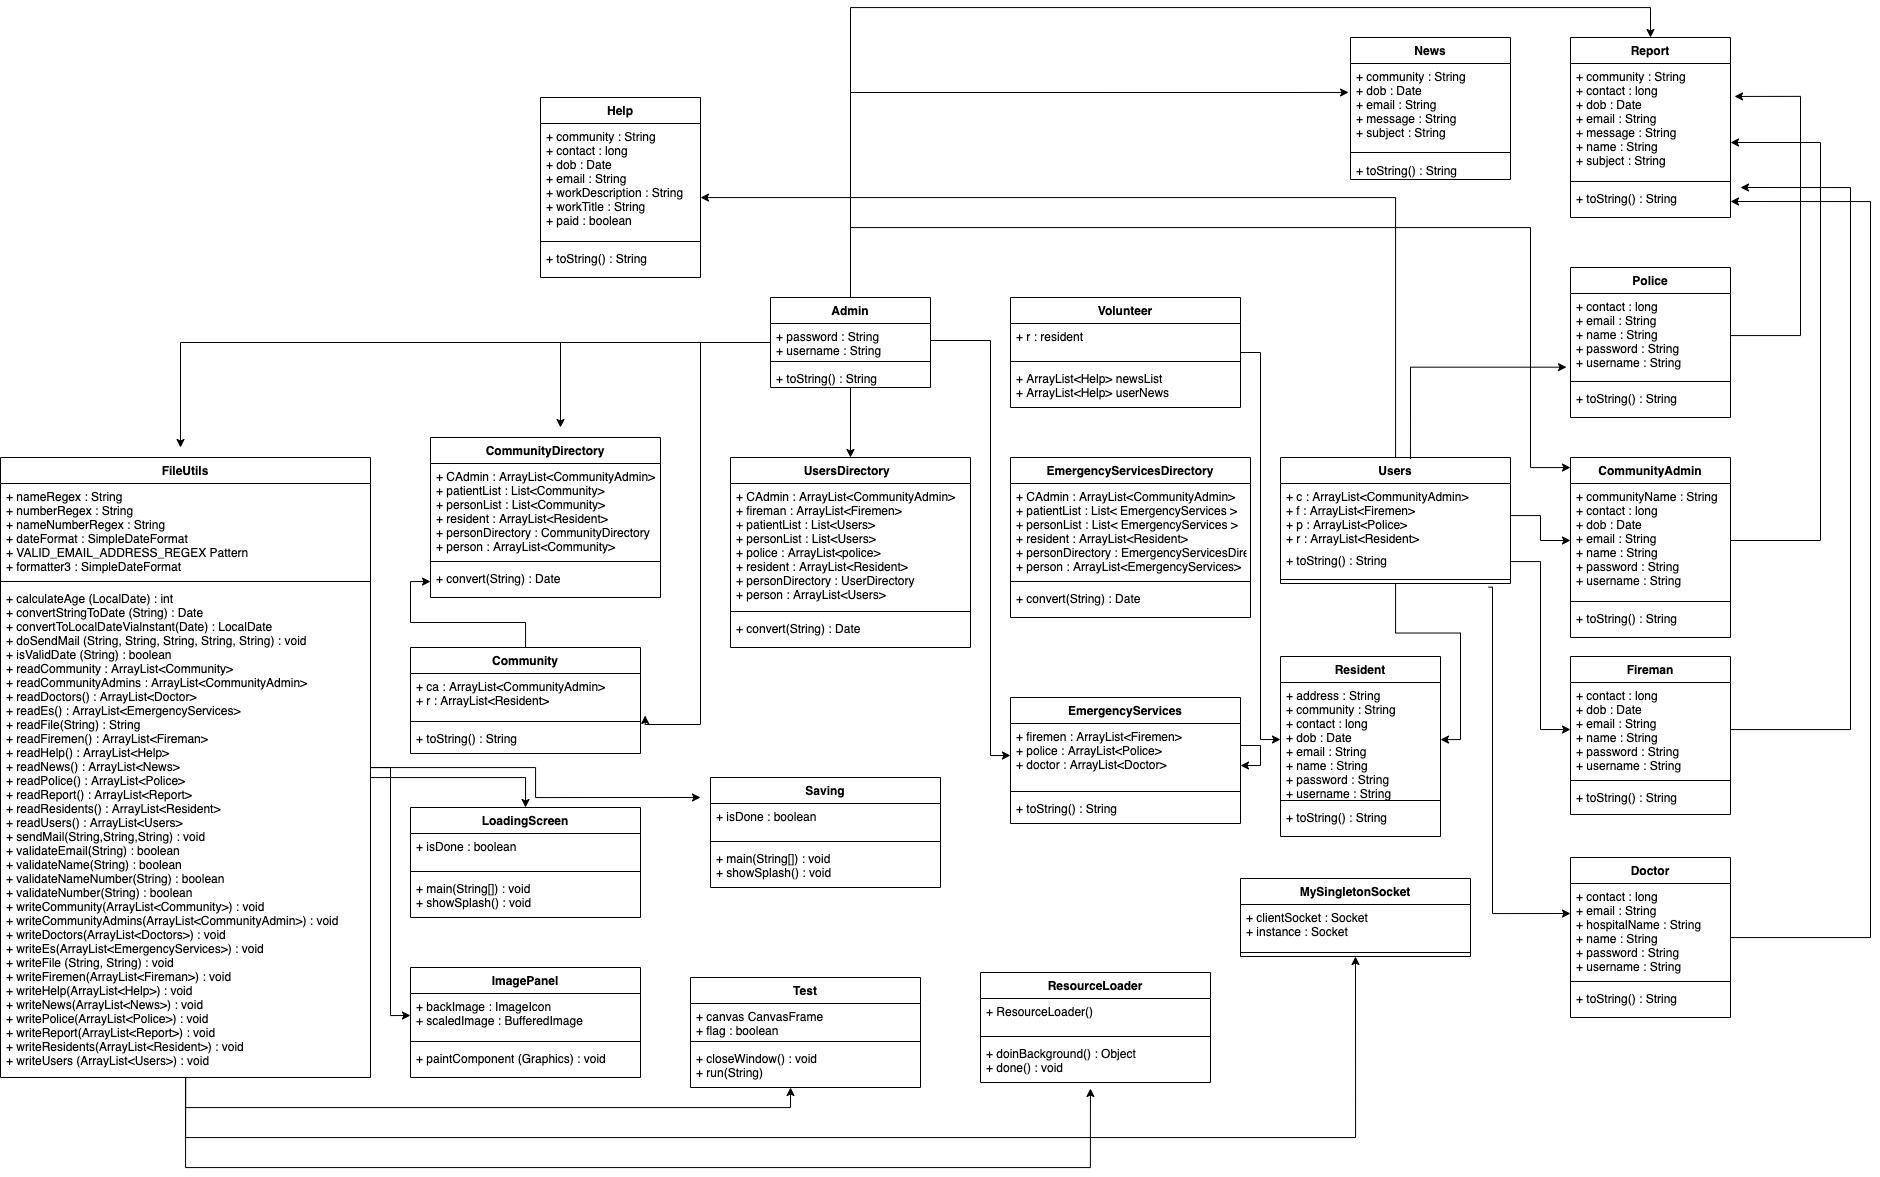 News
+ community : String
+ dob : Date
+ email : String
+ message : String
+ subject : String
+ toString() : String
Report
+ community : String
+ contact : long
+ dob : Date
+ email : String
+ message : String
+ name : String
+ subject : String
+ toString() : String
Help
+ community : String
+ contact : long
+ dob : Date
+ email : String
+ workDescription : String
+ workTitle : String
+ paid : boolean
+ toString() : String
Police
+ contact : long
+ email : String
+ name : String
+ password : String
+ username : String
+ toString() : String
Admin
+ password : String
+ username : String
+ toString() : String
Volunteer
+ r : resident
+ ArrayList<Help> newsList
+ ArrayList<Help> userNews
FileUtils
+ nameRegex : String
+ numberRegex : String
+ nameNumberRegex : String
+ dateFormat : SimpleDateFormat
+ VALID_EMAIL_ADDRESS_REGEX Pattern
+ formatter3 : SimpleDateFormat
+ calculateAge (LocalDate) : int
+ convertStringToDate (String) : Date
+ convertToLocalDateViaInstant(Date) : LocalDate
+ doSendMail (String, String, String, String, String) : void
+ isValidDate (String) : boolean
+ readCommunity : ArrayList<Community>
+ readCommunityAdmins : ArrayList<CommunityAdmin>
+ readDoctors() : ArrayList<Doctor>
+ readEs() : ArrayList<EmergencyServices>
+ readFile(String) : String
+ readFiremen() : ArrayList<Fireman>
+ readHelp() : ArrayList<Help>
+ readNews() : ArrayList<News>
+ readPolice() : ArrayList<Police>
+ readReport() : ArrayList<Report>
+ readResidents() : ArrayList<Resident>
+ readUsers() : ArrayList<Users>
+ sendMail(String,String,String) : void
+ validateEmail(String) : boolean
+ validateName(String) : boolean
+ validateNameNumber(String) : boolean
+ validateNumber(String) : boolean
+ writeCommunity(ArrayList<Community>) : void
+ writeCommunityAdmins(ArrayList<CommunityAdmin>) : void
+ writeDoctors(ArrayList<Doctors>) : void
+ writeEs(ArrayList<EmergencyServices>) : void
+ writeFile (String, String) : void
+ writeFiremen(ArrayList<Fireman>) : void
+ writeHelp(ArrayList<Help>) : void
+ writeNews(ArrayList<News>) : void
+ writePolice(ArrayList<Police>) : void
+ writeReport(ArrayList<Report>) : void
+ writeResidents(ArrayList<Resident>) : void
+ writeUsers (ArrayList<Users>) : void
CommunityDirectory
+ CAdmin : ArrayList<CommunityAdmin>
+ patientList : List<Community>
+ personList : List<Community>
+ resident : ArrayList<Resident>
+ personDirectory : CommunityDirectory
+ person : ArrayList<Community>
+ convert(String) : Date
UsersDirectory
+ CAdmin : ArrayList<CommunityAdmin>
+ fireman : ArrayList<Firemen>
+ patientList : List<Users>
+ personList : List<Users>
+ police : ArrayList<police>
+ resident : ArrayList<Resident>
+ personDirectory : UserDirectory
+ person : ArrayList<Users>
+ convert(String) : Date
EmergencyServicesDirectory
+ CAdmin : ArrayList<CommunityAdmin>
+ patientList : List< EmergencyServices >
+ personList : List< EmergencyServices >
+ resident : ArrayList<Resident>
+ personDirectory : EmergencyServicesDire
+ person : ArrayList<EmergencyServices>
+ convert(String) : Date
Users
+ c : ArrayList<CommunityAdmin>
+ f : ArrayList<Firemen>
+ p : ArrayList<Police>
+ r : ArrayList<Resident>
+ toString() : String
CommunityAdmin
+ communityName : String
+ contact : long
+ dob : Date
+ email : String
+ name : String
+ password : String
+ username : String
+ toString() : String
Community
+ ca : ArrayList<CommunityAdmin>
+ r : ArrayList<Resident>
+ toString() : String
EmergencyServices
+ firemen : ArrayList<Firemen>
+ police : ArrayList<Police>
+ doctor : ArrayList<Doctor>
+ toString() : String
Resident
+ address : String
+ community : String
+ contact : long
+ dob : Date
+ email : String
+ name : String
+ password : String
+ username : String
+ toString() : String
Fireman
+ contact : long
+ dob : Date
+ email : String
+ name : String
+ password : String
+ username : String
+ toString() : String
LoadingScreen
+ isDone : boolean
+ main(String[]) : void
+ showSplash() : void
Saving
+ isDone : boolean
+ main(String[]) : void
+ showSplash() : void
MySingletonSocket
+ clientSocket : Socket
+ instance : Socket
Doctor
+ contact : long
+ email : String
+ hospitalName : String
+ name : String
+ password : String
+ username : String
+ toString() : String
ImagePanel
+ backImage : ImageIcon
+ scaledImage : BufferedImage
+ paintComponent (Graphics) : void
Test
+ canvas CanvasFrame
+ flag : boolean
+ closeWindow() : void
+ run(String)
ResourceLoader
+ ResourceLoader()
+ doinBackground() : Object
+ done() : void